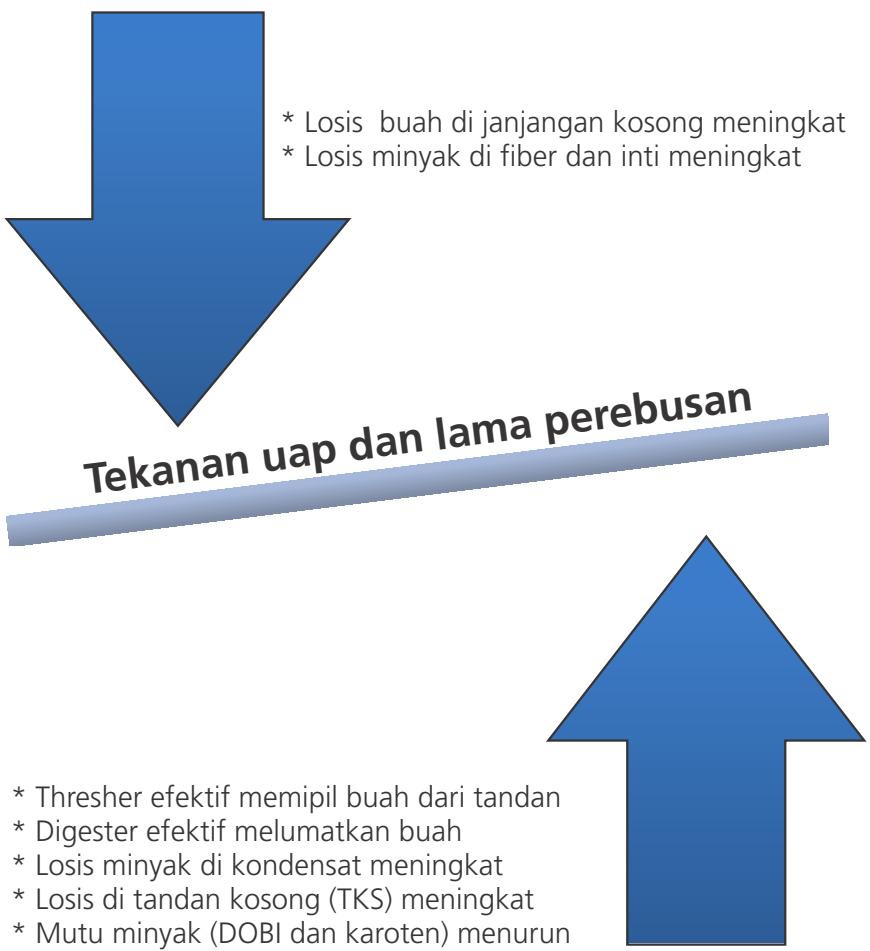 * Losis buah di janjangan kosong meningkat
* Losis minyak di fiber dan inti meningkat
Tekanan uap dan lama perebusan
* Thresher efektif memipil buah dari tandan
* Digester efektif melumatkan buah
* Losis minyak di kondensat meningkat
* Losis di tandan kosong (TKS) meningkat
* Mutu minyak (DOBI dan karoten) menurun